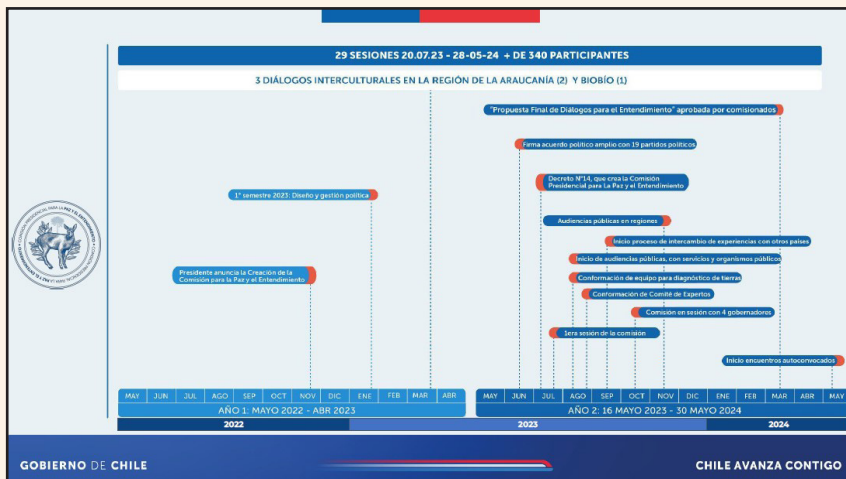 29 SESIONES 20.07.23 - 28-05-24 + DE 340 PARTICIPANTES
3 DIÁLOGOS INTERCULTURALES EN LA REGIÓN DE LA ARAUCANÍA (2) Y BIOBÍO (1)
"Propuesta Final de Diálogos para el Entendimiento" aprobada por comisionados
Firma acuerdo político amplio con 19 partidos políticos
Decreto N°14, que crea la Comisión
Presidencial para La Paz y el Entendimiento
1° semestre 2023: Diseño y gestión política
Audiencias públicas en regiones
Inicio proceso de intercambio de experiencias con otros países
Inicio de audiencias públicas, con servicios y organismos públicos
Presidente anuncia la Creación de la
Comisión para la Paz y el Entendimiento
Conformación de equipo para diagnóstico de tierras
Conformación de Comité de Expertos
Comisión en sesión con 4 gobernadores
1era sesión de la comisión
Inicio encuentros autoconvocados
MAY JUN JUL AGO SEP OCT NOV DIC ENE FEB MAR ABR
AÑO 1: MAYO 2022 - ABR 2023
MAY JUN JUL AGO SEP OCT NOV DIC ENE FEB MAR MAY
AÑO 2: 16 MAYO 2023 - 30 MAYO 2024
2022 2023 2024
COMISIÓN PRESIDENCIAL PARA LA PAZ Y EL ENTENDIMIENTO
GOBIERNO DE CHILE
CHILE AVANZA CONTIGO